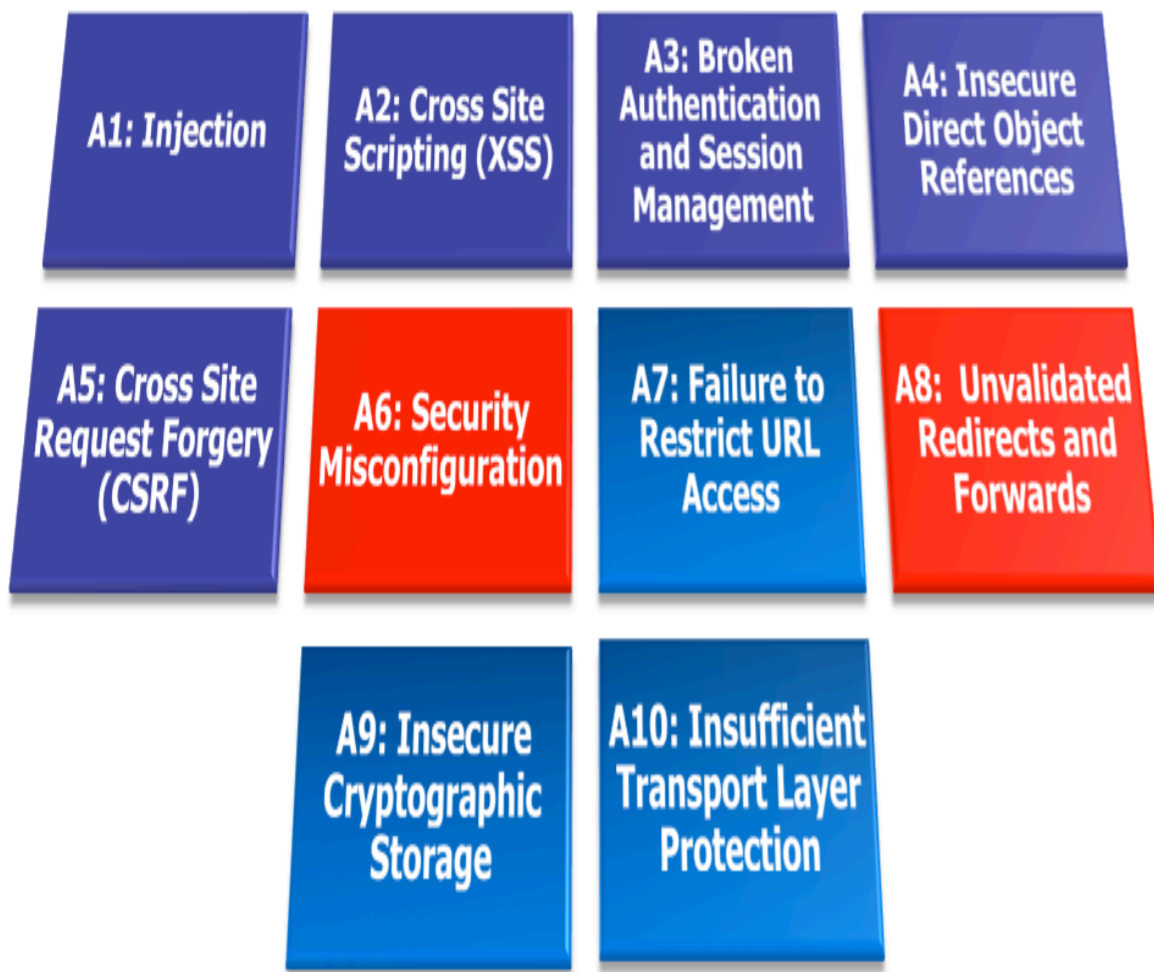 A1: Injection
A2: Cross Site
Scripting (XSS)
A3: Broken
Authentication
and Session
Management
A4: Insecure
Direct Object
References
A5: Cross Site
Request Forgery
(CSRF)
A6: Security
Misconfiguration
A7: Failure to
Restrict URL
Access
A8:  Unvalidated
Redirects and
Forwards
A9: Insecure
Cryptographic
Storage
A10: Insufficient
Transport Layer
Protection